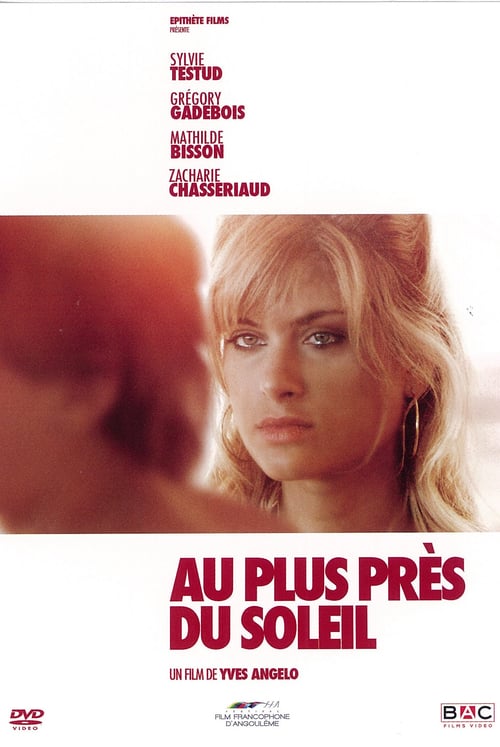 EPITHÈTE FILMS
PRÉSENTE
SYLVIE
TESTUD
GRÉGORY
GADEBOIS
MATHILDE
BISSON
ZACHARIE
CHASSERIAUD
AU PLUS PRÈS
DU SOLEIL
UN FILM DE YVES ANGELO
DVD
VIDEO
FILM FRANCOPHONE
D'ANGOULÊME
BAC
FILMS VIDEO